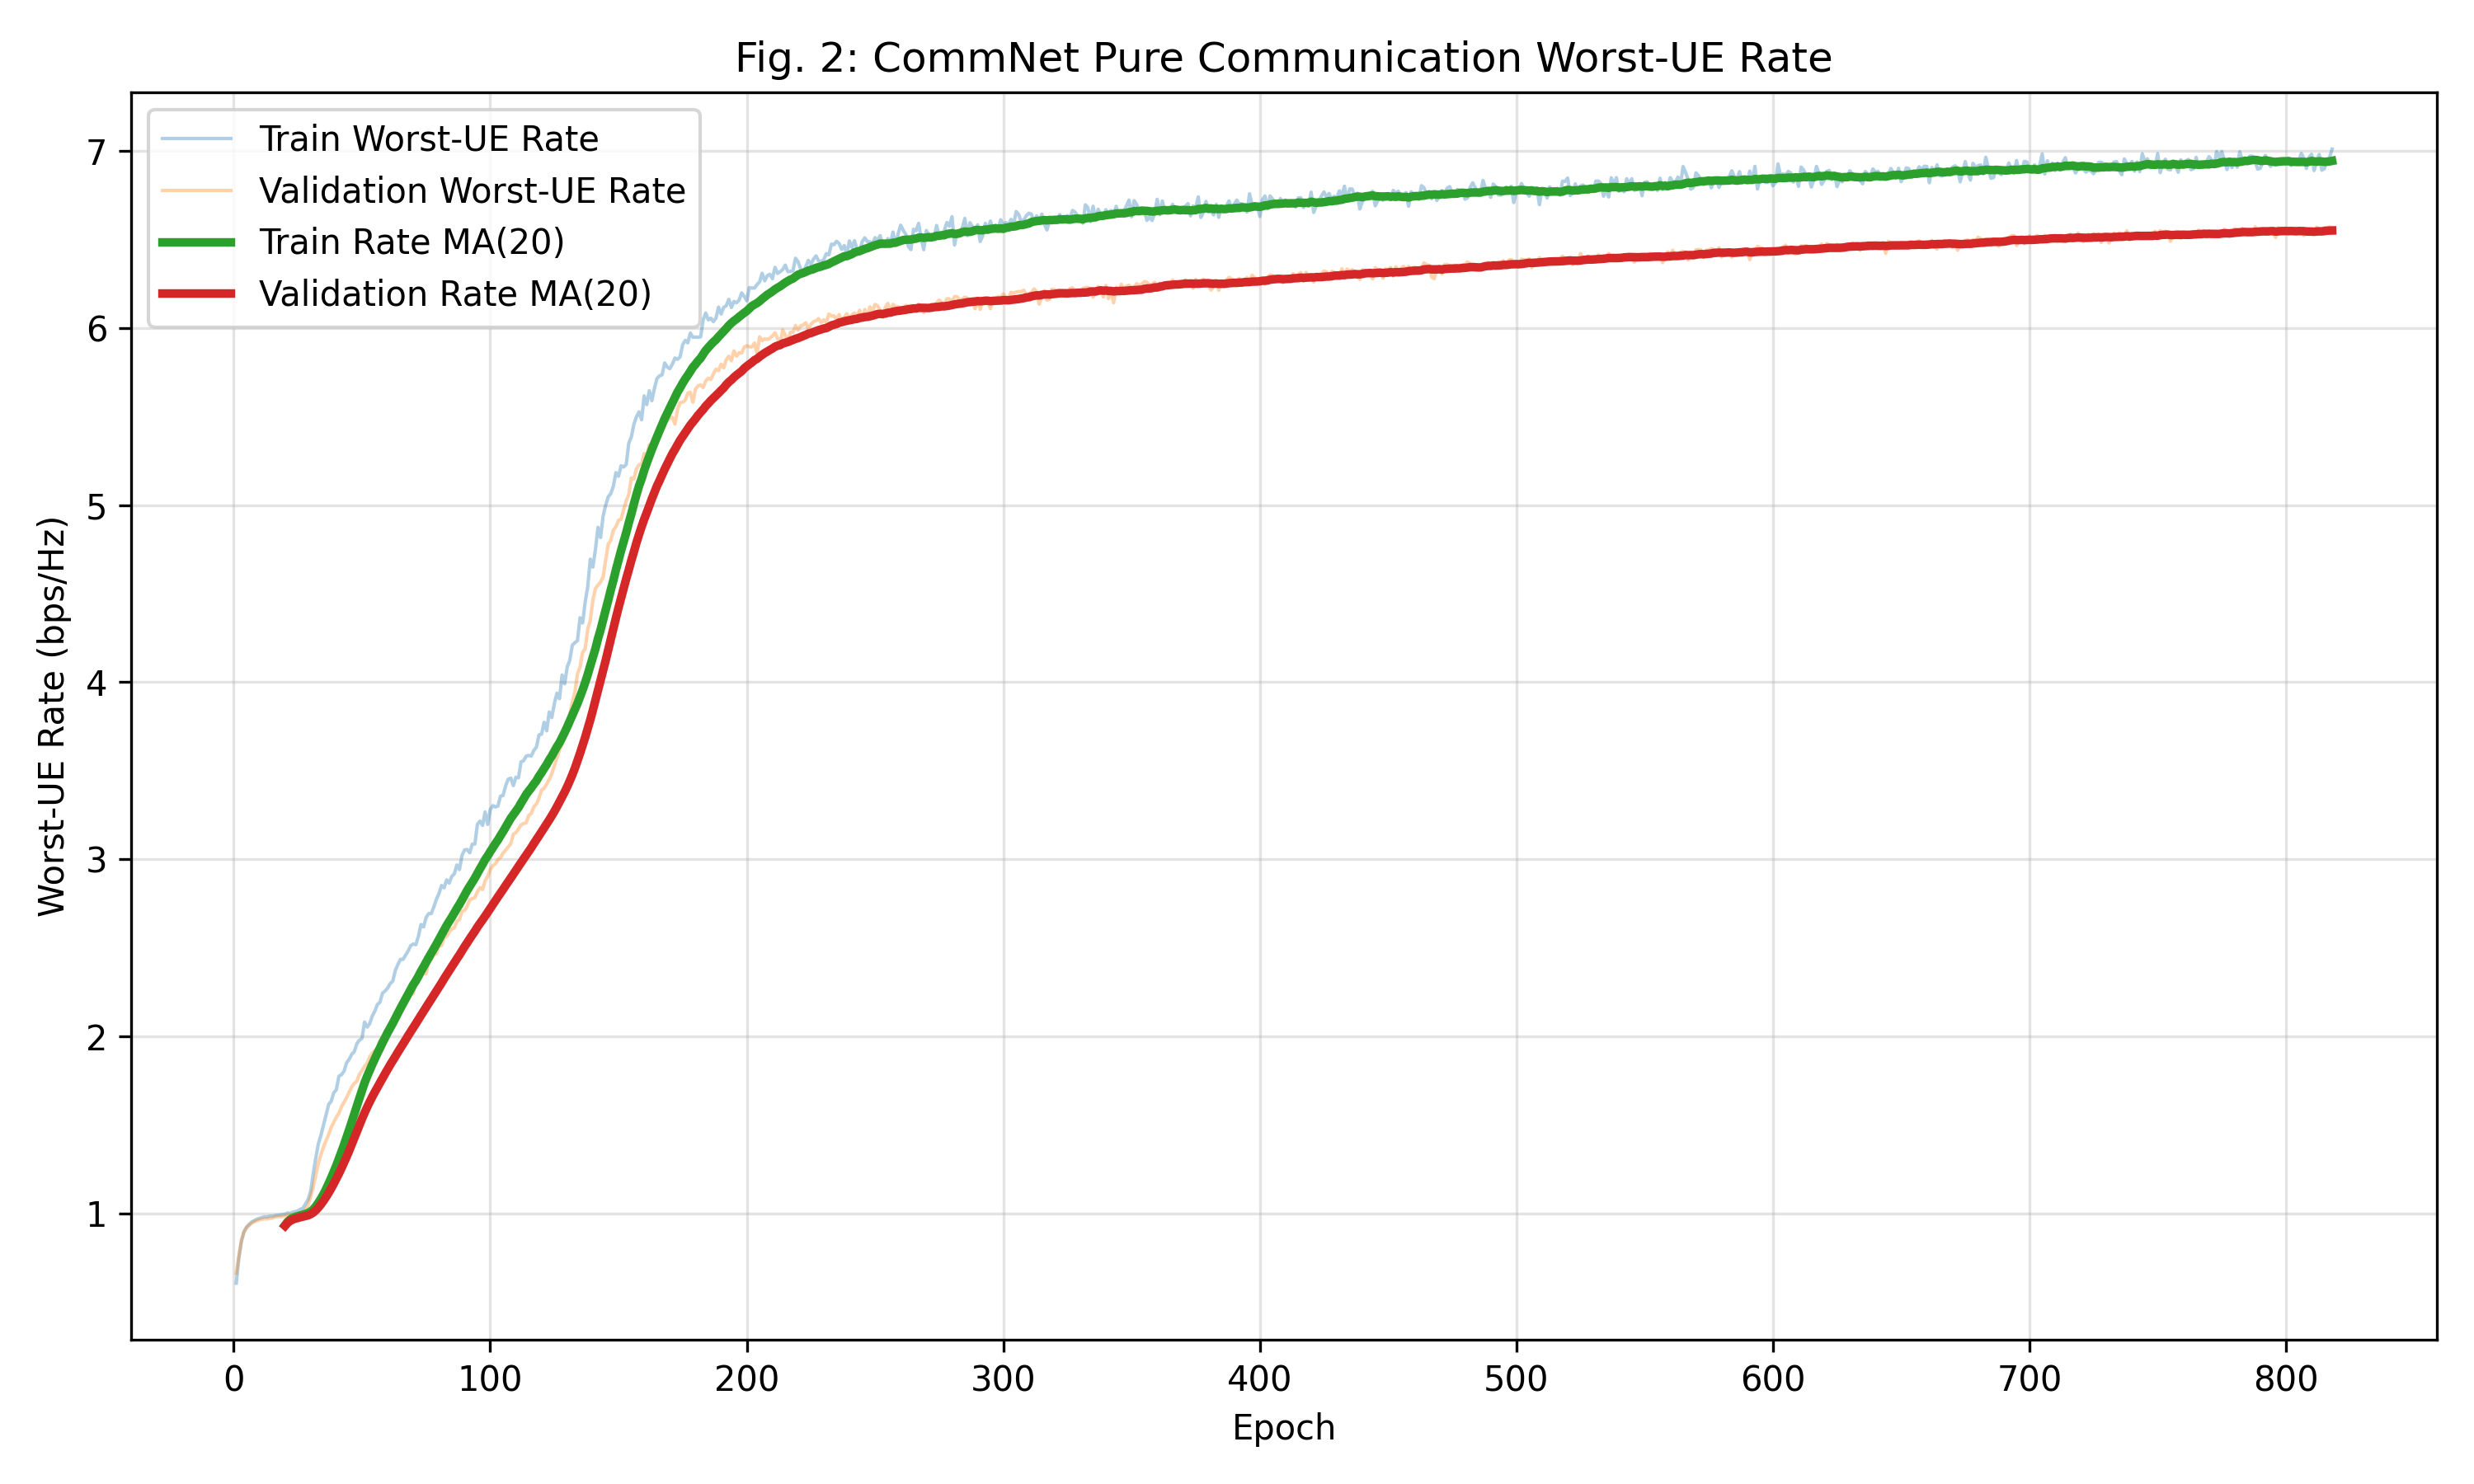 Fig. 2: CommNet Pure Communication Worst-UE Rate
Train Worst-UE Rate
Validation Worst-UE Rate
Train Rate MA(20)
Validation Rate MA(20)
Worst-UE Rate (bps/Hz)
7
6
5
4
3
2
1
0 100 200 300 400 500 600 700 800
Epoch